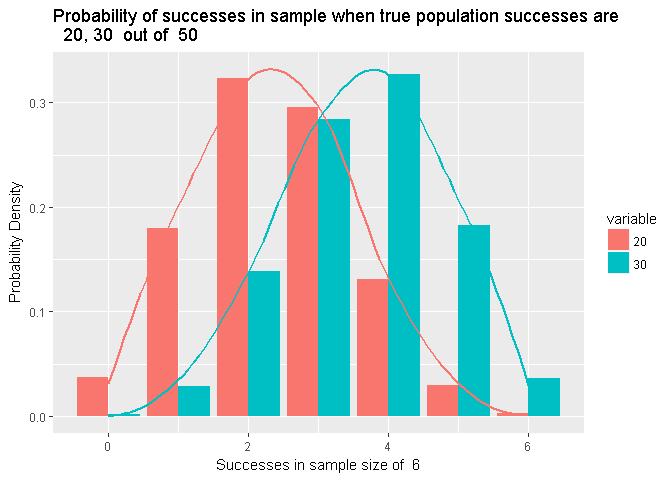 Probability of successes in sample when true population successes are
20, 30 out of 50
Probability Density
0.3
0.2
0.1
0.0
0
2
4
6
Successes in sample size of 6
variable
20
30